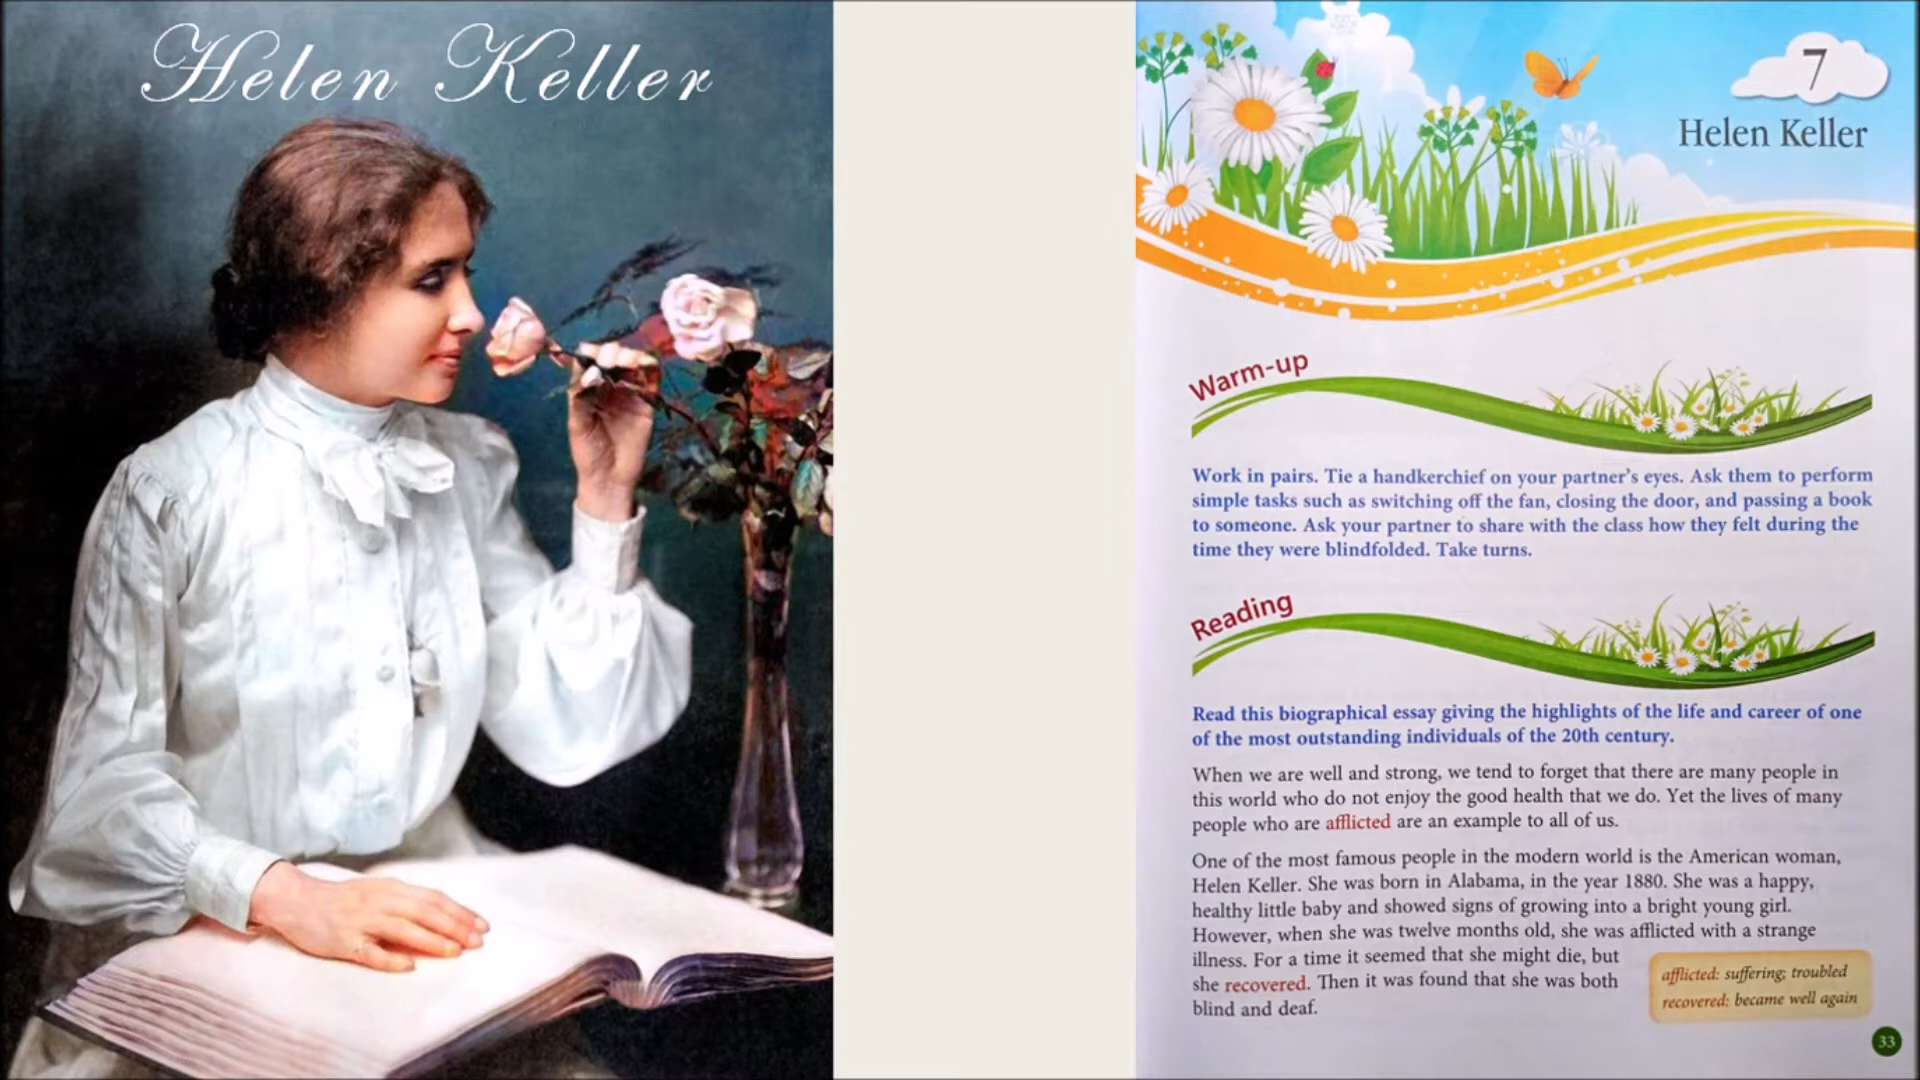 Helen Keller
7
Helen Keller
Warm-up
Work in pairs. Tie a handkerchief on your partner's eyes. Ask them to perform
simple tasks such as switching off the fan, closing the door, and passing a book
to someone. Ask your partner to share with the class how they felt during the
time they were blindfolded. Take turns.
Reading
Read this biographical essay giving the highlights of the life and career of one
of the most outstanding individuals of the 20th century.
When we are well and strong, we tend to forget that there are many people in
this world who do not enjoy the good health that we do. Yet the lives of many
people who are afflicted are an example to all of us.
One of the most famous people in the modern world is the American woman,
Helen Keller. She was born in Alabama, in the year 1880. She was a happy,
healthy little baby and showed signs of growing into a bright young girl.
However, when she was twelve months old, she was afflicted with a strange
illness. For a time it seemed that she might die, but
she recovered. Then it was found that she was both
blind and deaf.
afflicted: suffering; troubled
recovered: became well again
33